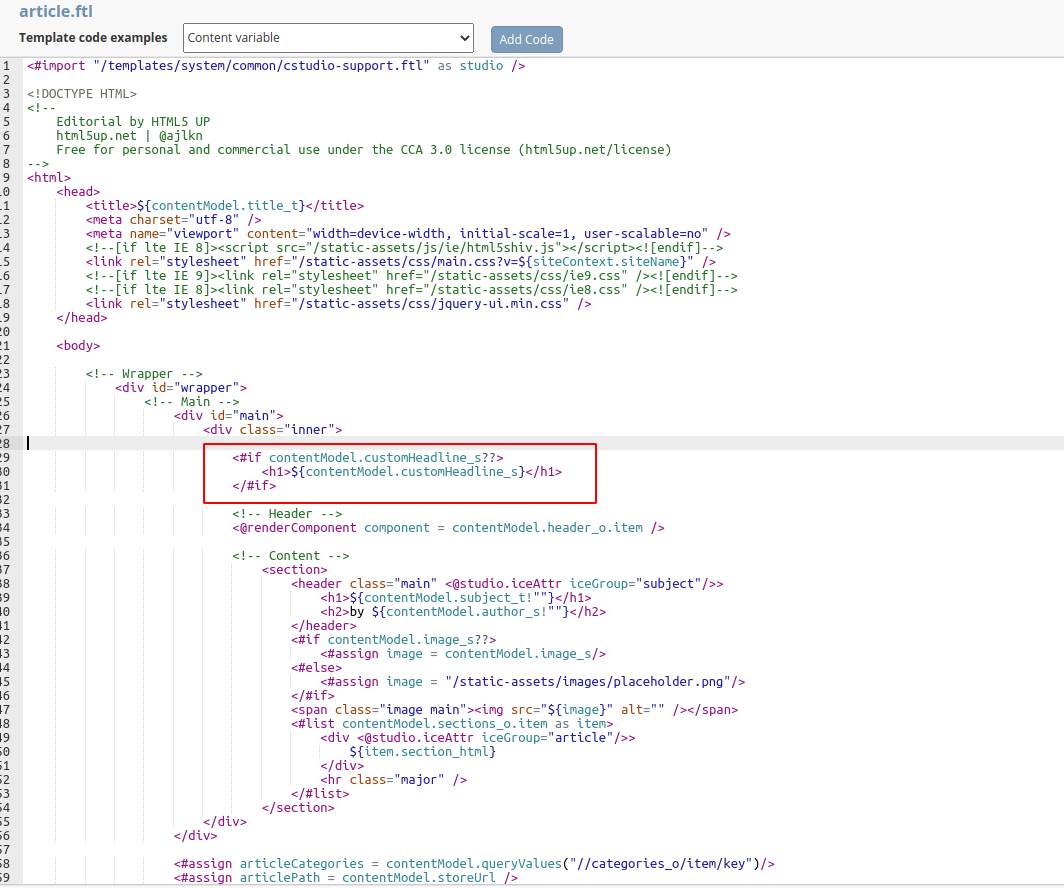 article.ftl
Template code examples Content variable Add Code
1 <#import "/templates/system/common/cstudio-support.ftl" as studio />
2
3 <!DOCTYPE HTML>
4 <!--
5 Editorial by HTML5 UP
6 html5up.net | @ajlkn
7 Free for personal and commercial use under the CCA 3.0 license (html5up.net/license)
8 -->
9 <html>
10 <head>
11 <title>${contentModel.title_t}</title>
12 <meta charset="utf-8" />
13 <meta name="viewport" content="width=device-width, initial-scale=1, user-scalable=no" />
14 <!--[if lte IE 8]><script src="/static-assets/js/ie/html5shiv.js"></script><![endif]-->
15 <link rel="stylesheet" href="/static-assets/css/main.css?v=${siteContext.siteName}" />
16 <!--[if lte IE 9]><link rel="stylesheet" href="/static-assets/css/ie9.css" /><![endif]-->
17 <!--[if lte IE 8]><link rel="stylesheet" href="/static-assets/css/ie8.css" /><![endif]-->
18 <link rel="stylesheet" href="/static-assets/css/jquery-ui.min.css" />
19 </head>
20
21 <body>
22
23 <!-- Wrapper -->
24 <div id="wrapper">
25 <!-- Main -->
26 <div id="main">
27 <div class="inner">
28
29 <#if contentModel.customHeadline_s??>
30 <h1>${contentModel.customHeadline_s}</h1>
31 </#if>
32
33 <!-- Header -->
34 <@renderComponent component = contentModel.header_o.item />
35
36 <!-- Content -->
37 <section>
38 <header class="main" <@studio.iceAttr iceGroup="subject"/>>
39 <h1>${contentModel.subject_t!""}</h1>
40 <h2>by ${contentModel.author_s!""}</h2>
41 </header>
42 <#if contentModel.image_s??>
43 <#assign image = contentModel.image_s/>
44 <#else>
45 <#assign image = "/static-assets/images/placeholder.png"/>
46 </#if>
47 <span class="image main"><img src="${image}" alt="" /></span>
48 <#list contentModel.sections_o.item as item>
49 <div <@studio.iceAttr iceGroup="article"/>>
50 ${item.section_html}
51 </div>
52 <hr class="major" />
53 </#list>
54 </section>
55 </div>
56 </div>
57
58 <#assign articleCategories = contentModel.queryValues("//categories_o/item/key")/>
59 <#assign articlePath = contentModel.storeUrl />